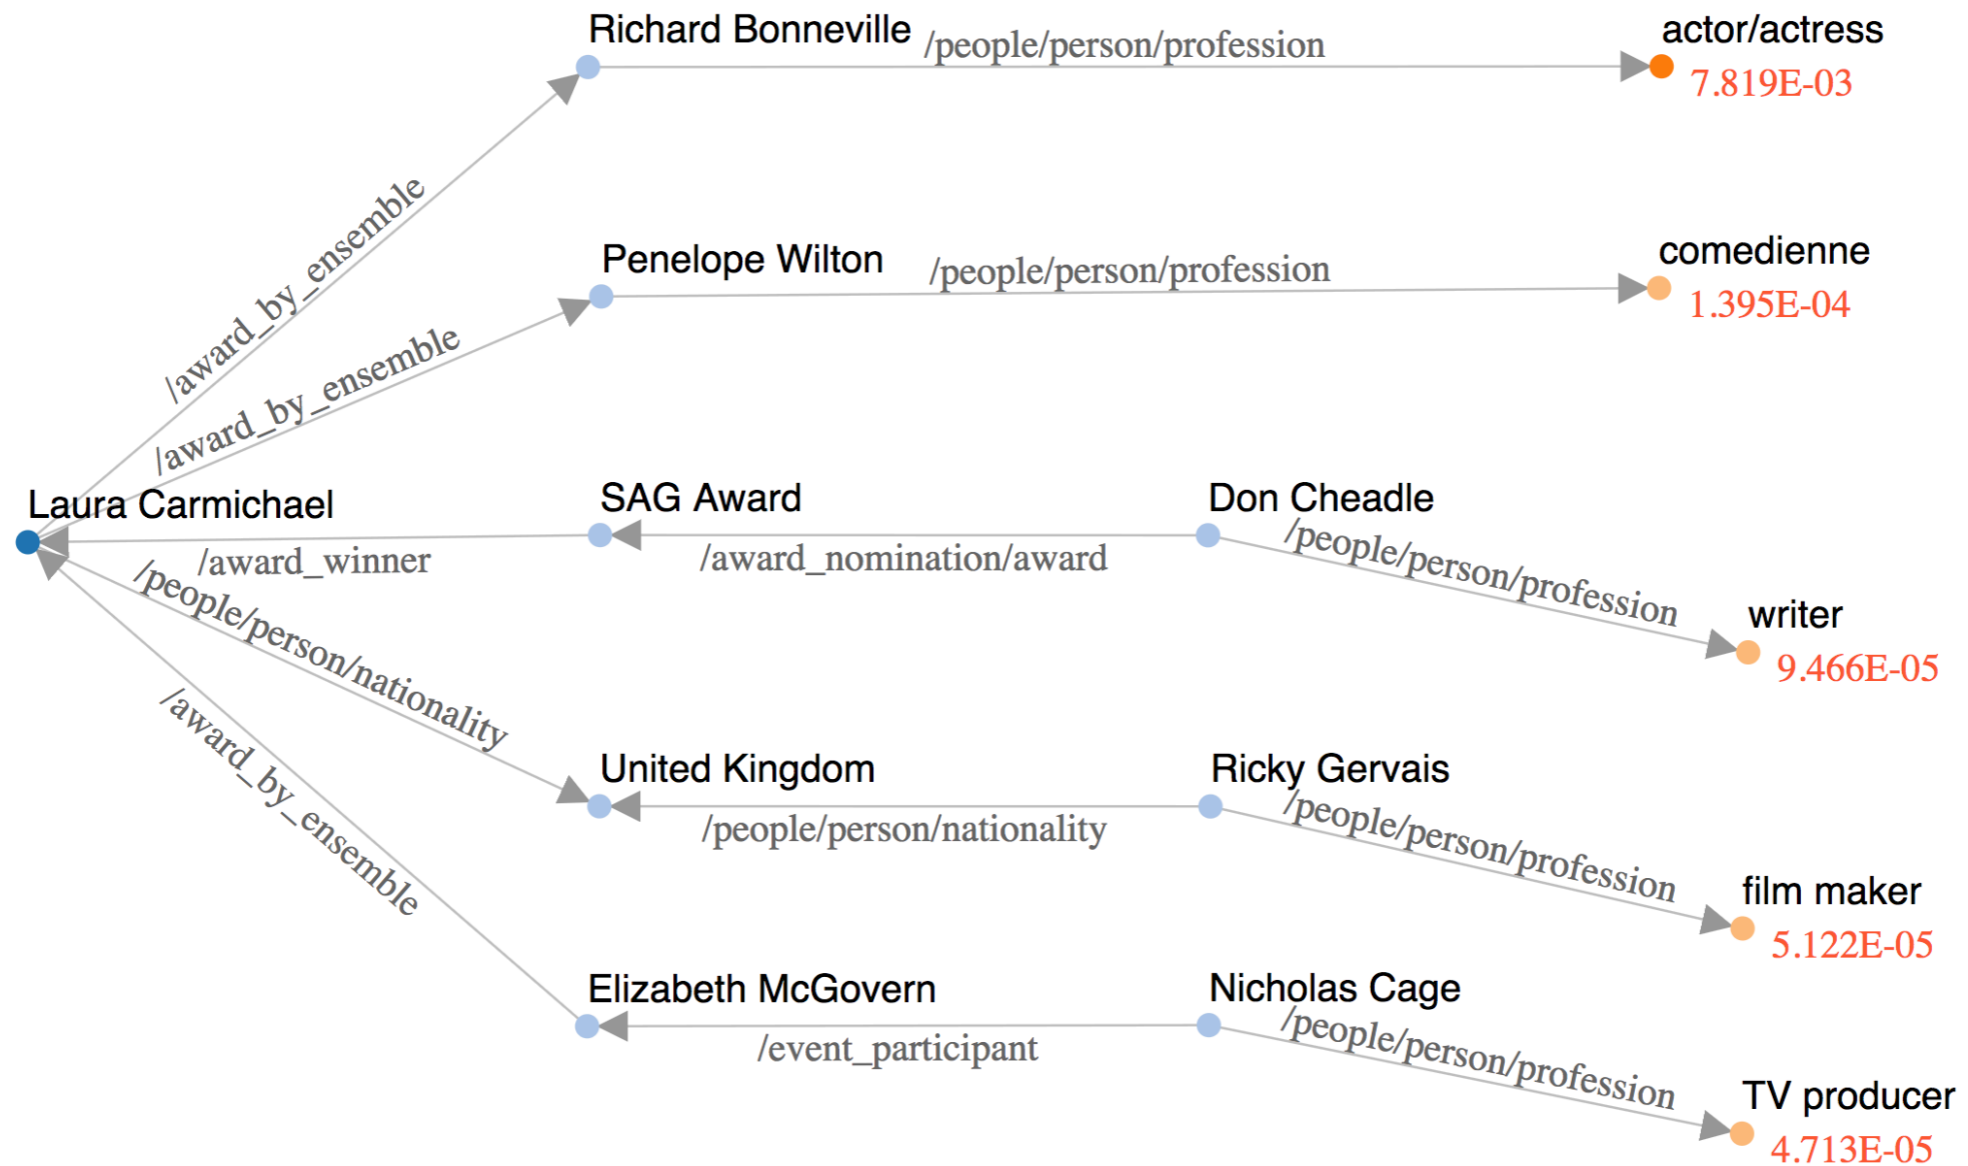 Richard Bonneville
/people/person/profession
actor/actress
7.819E-03
/award_by_ensemble
Penelope Wilton
/people/person/profession
comedienne
1.395E-04
/award_by_ensemble
Laura Carmichael
/award_winner
SAG Award
/award_nomination/award
Don Cheadle
/people/person/profession
writer
9.466E-05
/people/person/nationality
United Kingdom
/people/person/nationality
Ricky Gervais
/people/person/profession
film maker
5.122E-05
/award_by_ensemble
Elizabeth McGovern
/event_participant
Nicholas Cage
/people/person/profession
TV producer
4.713E-05